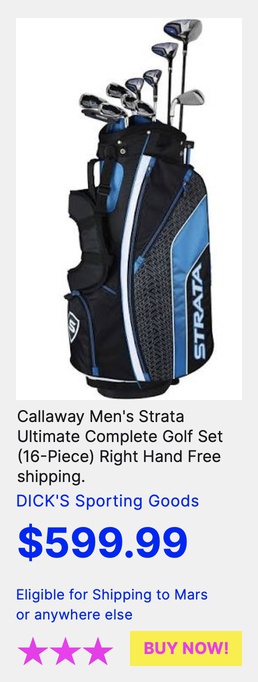 STRATA
S
Callaway Men's Strata
Ultimate Complete Golf Set
(16-Piece) Right Hand Free
shipping.
DICK'S Sporting Goods
$599.99
Eligible for Shipping to Mars
or anywhere else
BUY NOW!